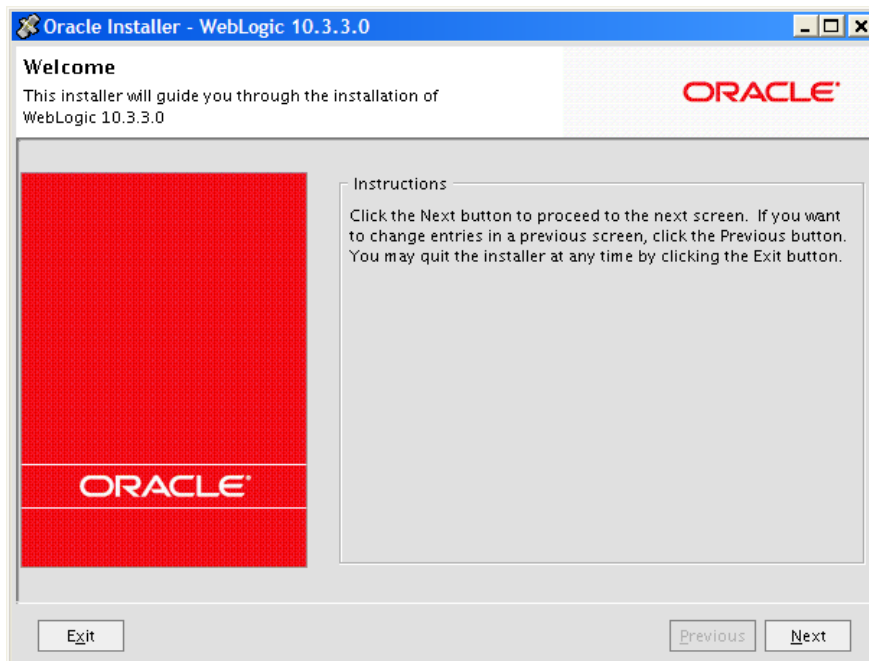 Oracle Installer - WebLogic 10.3.3.0
Welcome
This installer will guide you through the installation of
WebLogic 10.3.3.0
ORACLE
Instructions
Click the Next button to proceed to the next screen.  If you want
to change entries in a previous screen, click the Previous button.
You may quit the installer at any time by clicking the Exit button.
ORACLE
Exit
Previous
Next